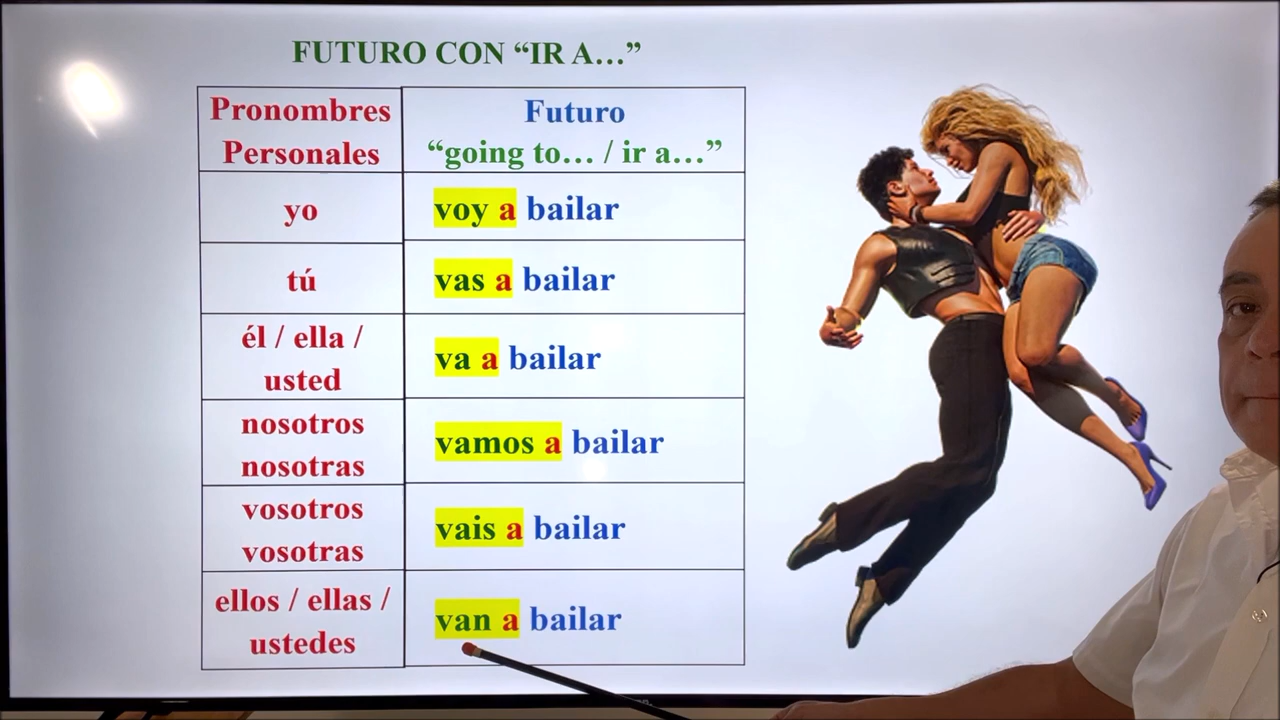 FUTURO CON “IR A…”
Pronombres
Personales
Futuro
“going to… / ir a…”
yo
voy a bailar
tú
vas a bailar
él / ella /
usted
va a bailar
nosotros
nosotras
vamos a bailar
vosotros
vosotras
vais a bailar
ellos / ellas /
ustedes
van a bailar